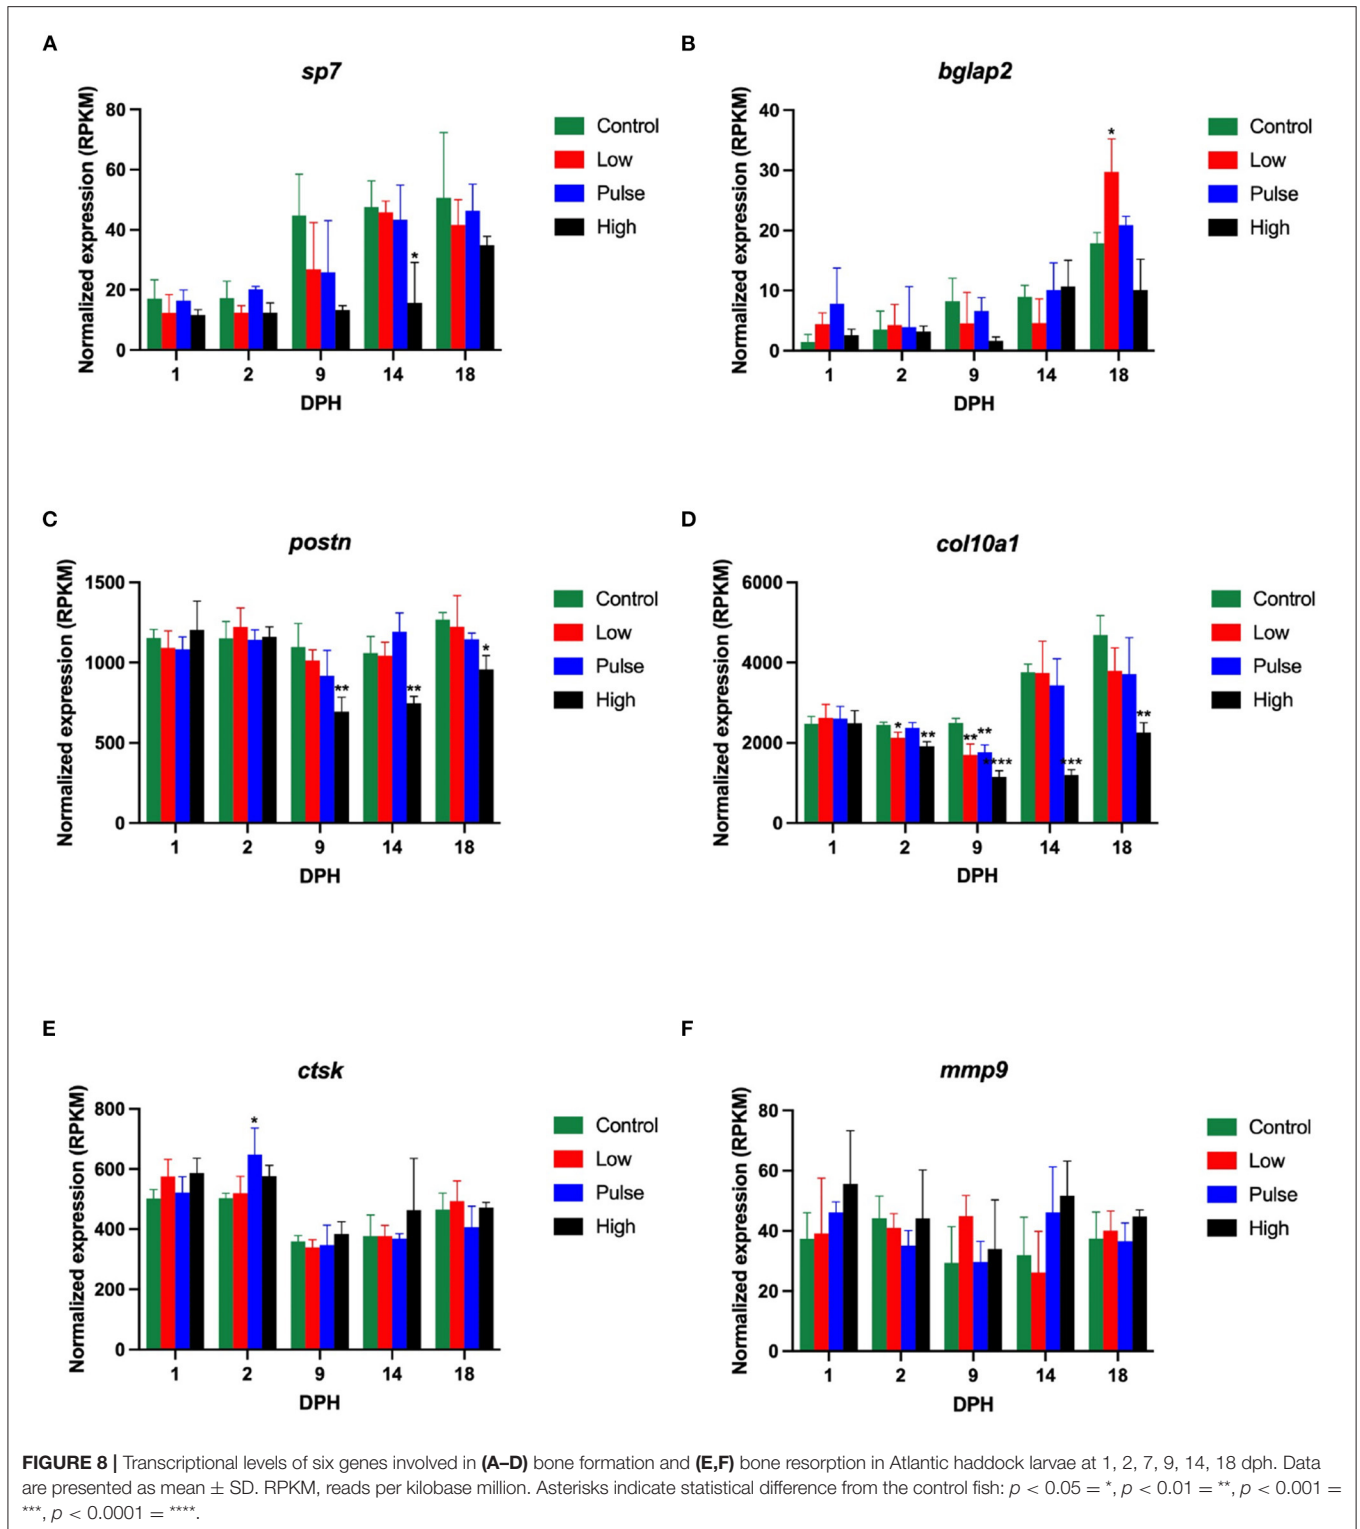 A
sp7
Normalized expression (RPKM)
80
60
40
20
0
*
1 2 9 14 18
DPH
Control
Low
Pulse
High
B
bglap2
Normalized expression (RPKM)
40
30
20
10
0
*
1 2 9 14 18
DPH
Control
Low
Pulse
High
C
postn
Normalized expression (RPKM)
1500
1000
500
0
** ** *
1 2 9 14 18
DPH
Control
Low
Pulse
High
D
col10a1
Normalized expression (RPKM)
6000
4000
2000
0
* ** ** ** **** *** **
1 2 9 14 18
DPH
Control
Low
Pulse
High
E
ctsk
Normalized expression (RPKM)
800
600
400
200
0
*
1 2 9 14 18
DPH
Control
Low
Pulse
High
F
mmp9
Normalized expression (RPKM)
80
60
40
20
0
1 2 9 14 18
DPH
Control
Low
Pulse
High
FIGURE 8 | Transcriptional levels of six genes involved in (A–D) bone formation and (E,F) bone resorption in Atlantic haddock larvae at 1, 2, 7, 9, 14, 18 dph. Data
are presented as mean ± SD. RPKM, reads per kilobase million. Asterisks indicate statistical difference from the control fish: p < 0.05 = *, p < 0.01 = **, p < 0.001 =
***, p < 0.0001 = ****.